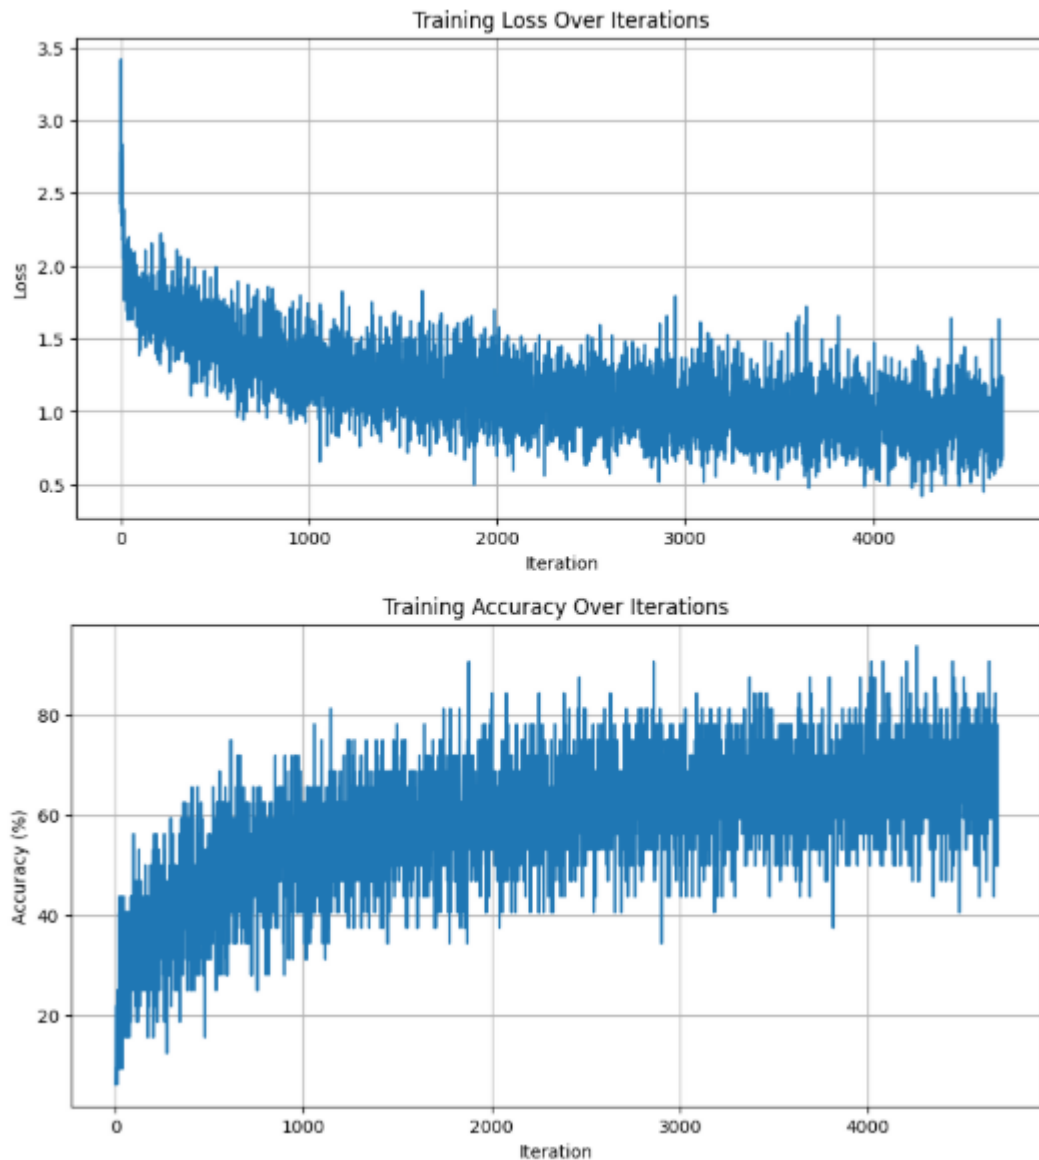 Training Loss Over Iterations
3.5
3.0
2.5
2.0
1.5
1.0
0.5
Loss
0 1000 2000 3000 4000
Iteration
Training Accuracy Over Iterations
80
60
40
20
Accuracy (%)
0 1000 2000 3000 4000
Iteration